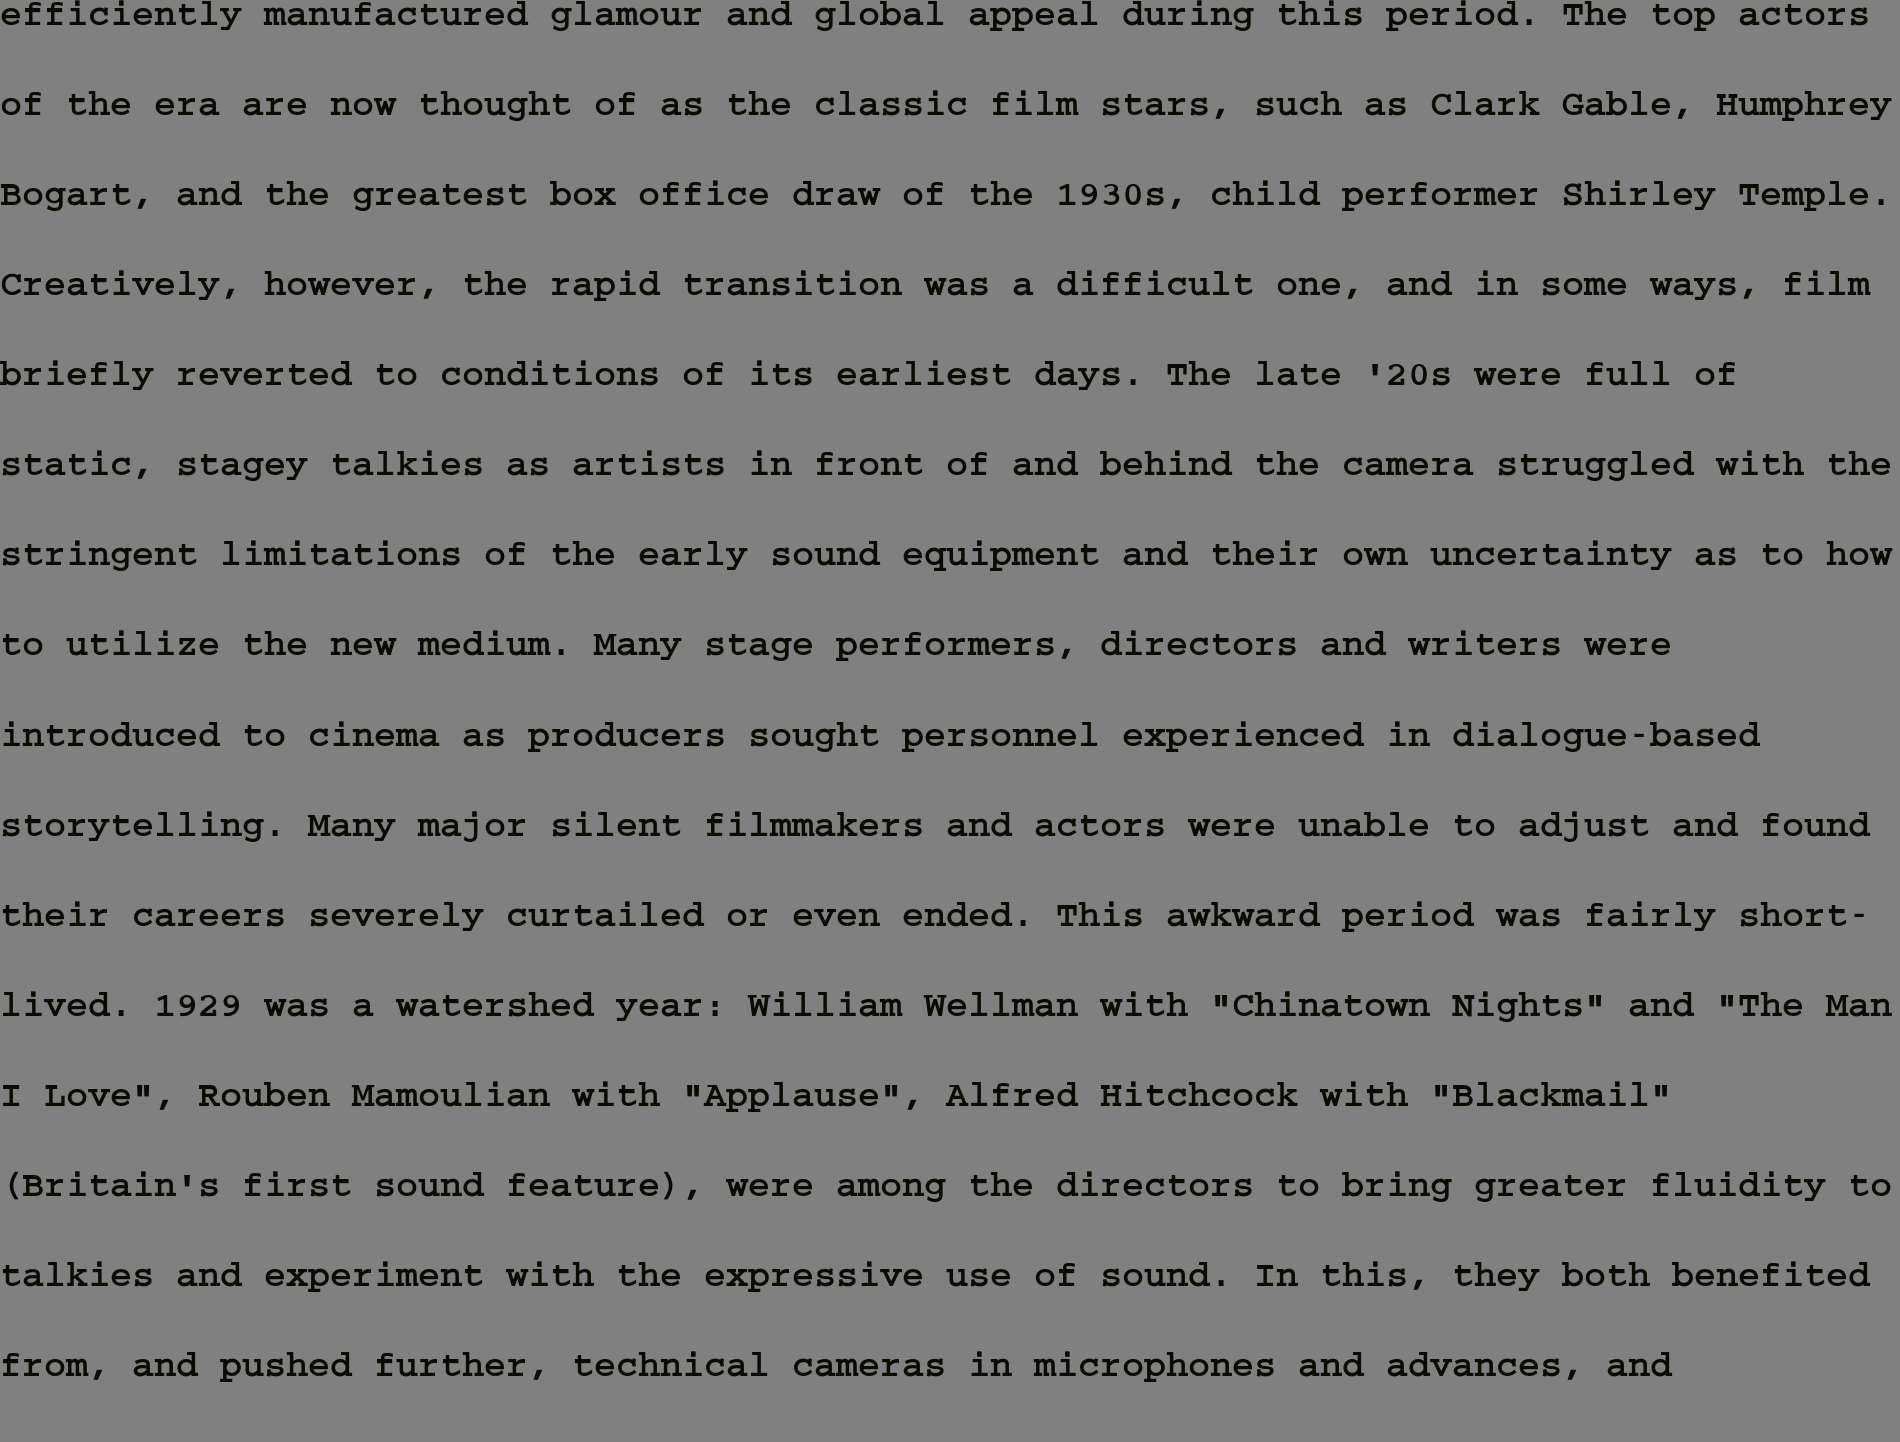 efficiently manufactured glamour and global appeal during this period. The top actors
of the era are now thought of as the classic film stars, such as Clark Gable, Humphrey
Bogart, and the greatest box office draw of the 1930s, child performer Shirley Temple.
Creatively, however, the rapid transition was a difficult one, and in some ways, film
briefly reverted to conditions of its earliest days. The late '20s were full of
static, stagey talkies as artists in front of and behind the camera struggled with the
stringent limitations of the early sound equipment and their own uncertainty as to how
to utilize the new medium. Many stage performers, directors and writers were
introduced to cinema as producers sought personnel experienced in dialogue-based
storytelling. Many major silent filmmakers and actors were unable to adjust and found
their careers severely curtailed or even ended. This awkward period was fairly short-
lived. 1929 was a watershed year: William Wellman with "Chinatown Nights" and "The Man
I Love", Rouben Mamoulian with "Applause", Alfred Hitchcock with "Blackmail"
(Britain's first sound feature), were among the directors to bring greater fluidity to
talkies and experiment with the expressive use of sound. In this, they both benefited
from, and pushed further, technical cameras in microphones and advances, and